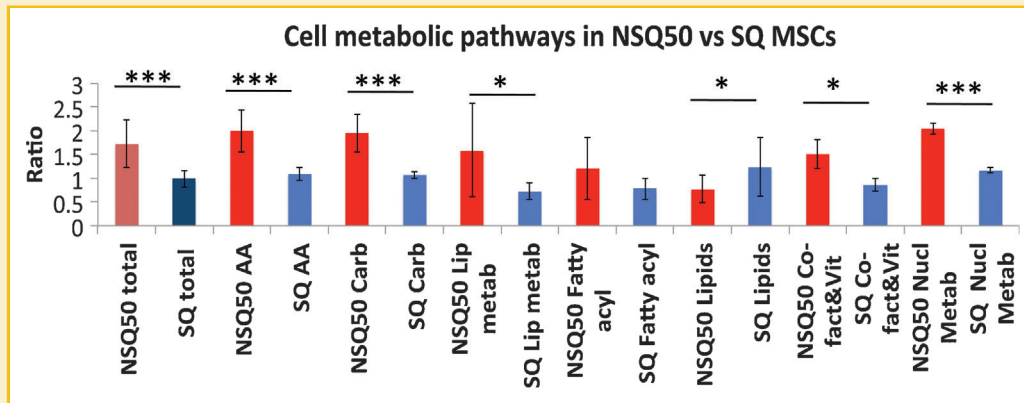 Cell metabolic pathways in NSQ50 vs SQ MSCs
***
***
***
*
*
*
***
Ratio
3
2.5
2
1.5
1
0.5
0
NSQ50 total
SQ total
NSQ50 AA
SQ AA
NSQ50 Carb
SQ Carb
NSQ50 Lip
metab
SQ Lip metab
NSQ50 Fatty
acyl
SQ Fatty acyl
NSQ50 Lipids
SQ Lipids
NSQ50 Co-
fact&Vit
SQ Co-
fact&Vit
NSQ50 Nucl
Metab
SQ Nucl
Metab